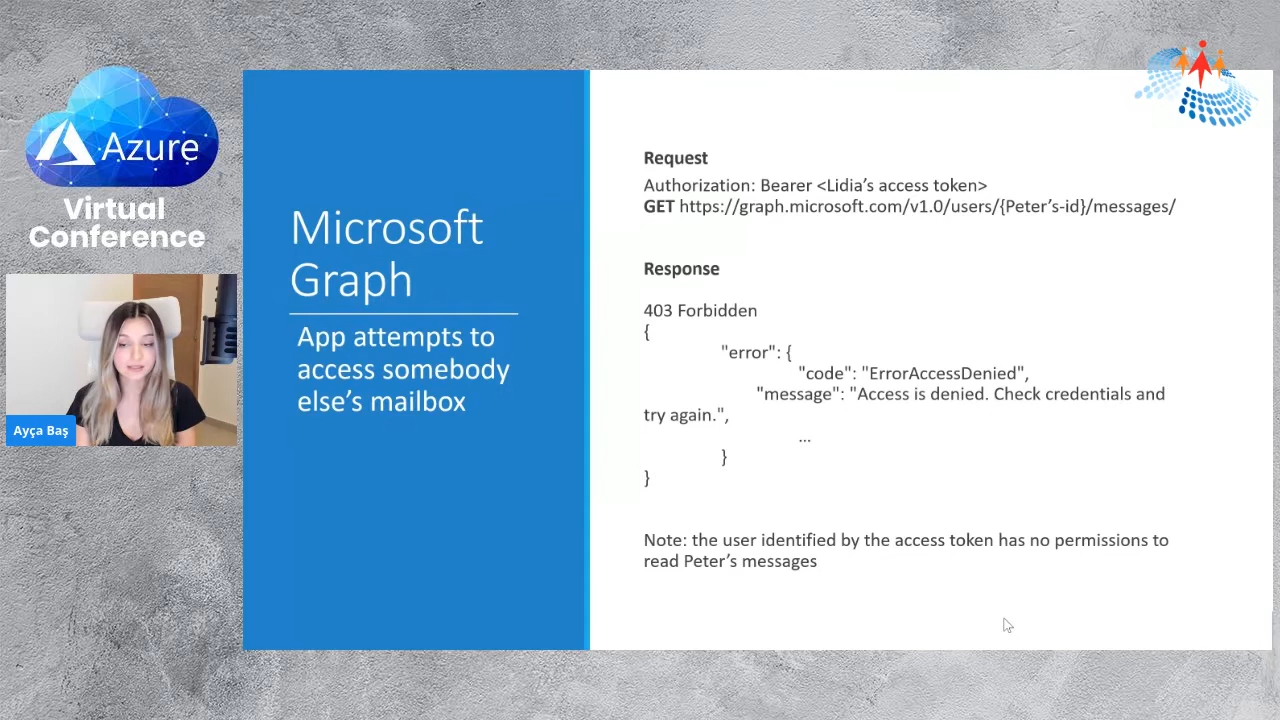 Azure
Virtual
Conference
Ayça Baş
Microsoft
Graph
App attempts to
access somebody
else's mailbox
Request
Authorization: Bearer <Lidia's access token>
GET https://graph.microsoft.com/v1.0/users/{Peter's-id}/messages/
Response
403 Forbidden
{
"error": {
"code": "ErrorAccessDenied",
"message": "Access is denied. Check credentials and
try again.",
...
}
}
Note: the user identified by the access token has no permissions to
read Peter's messages